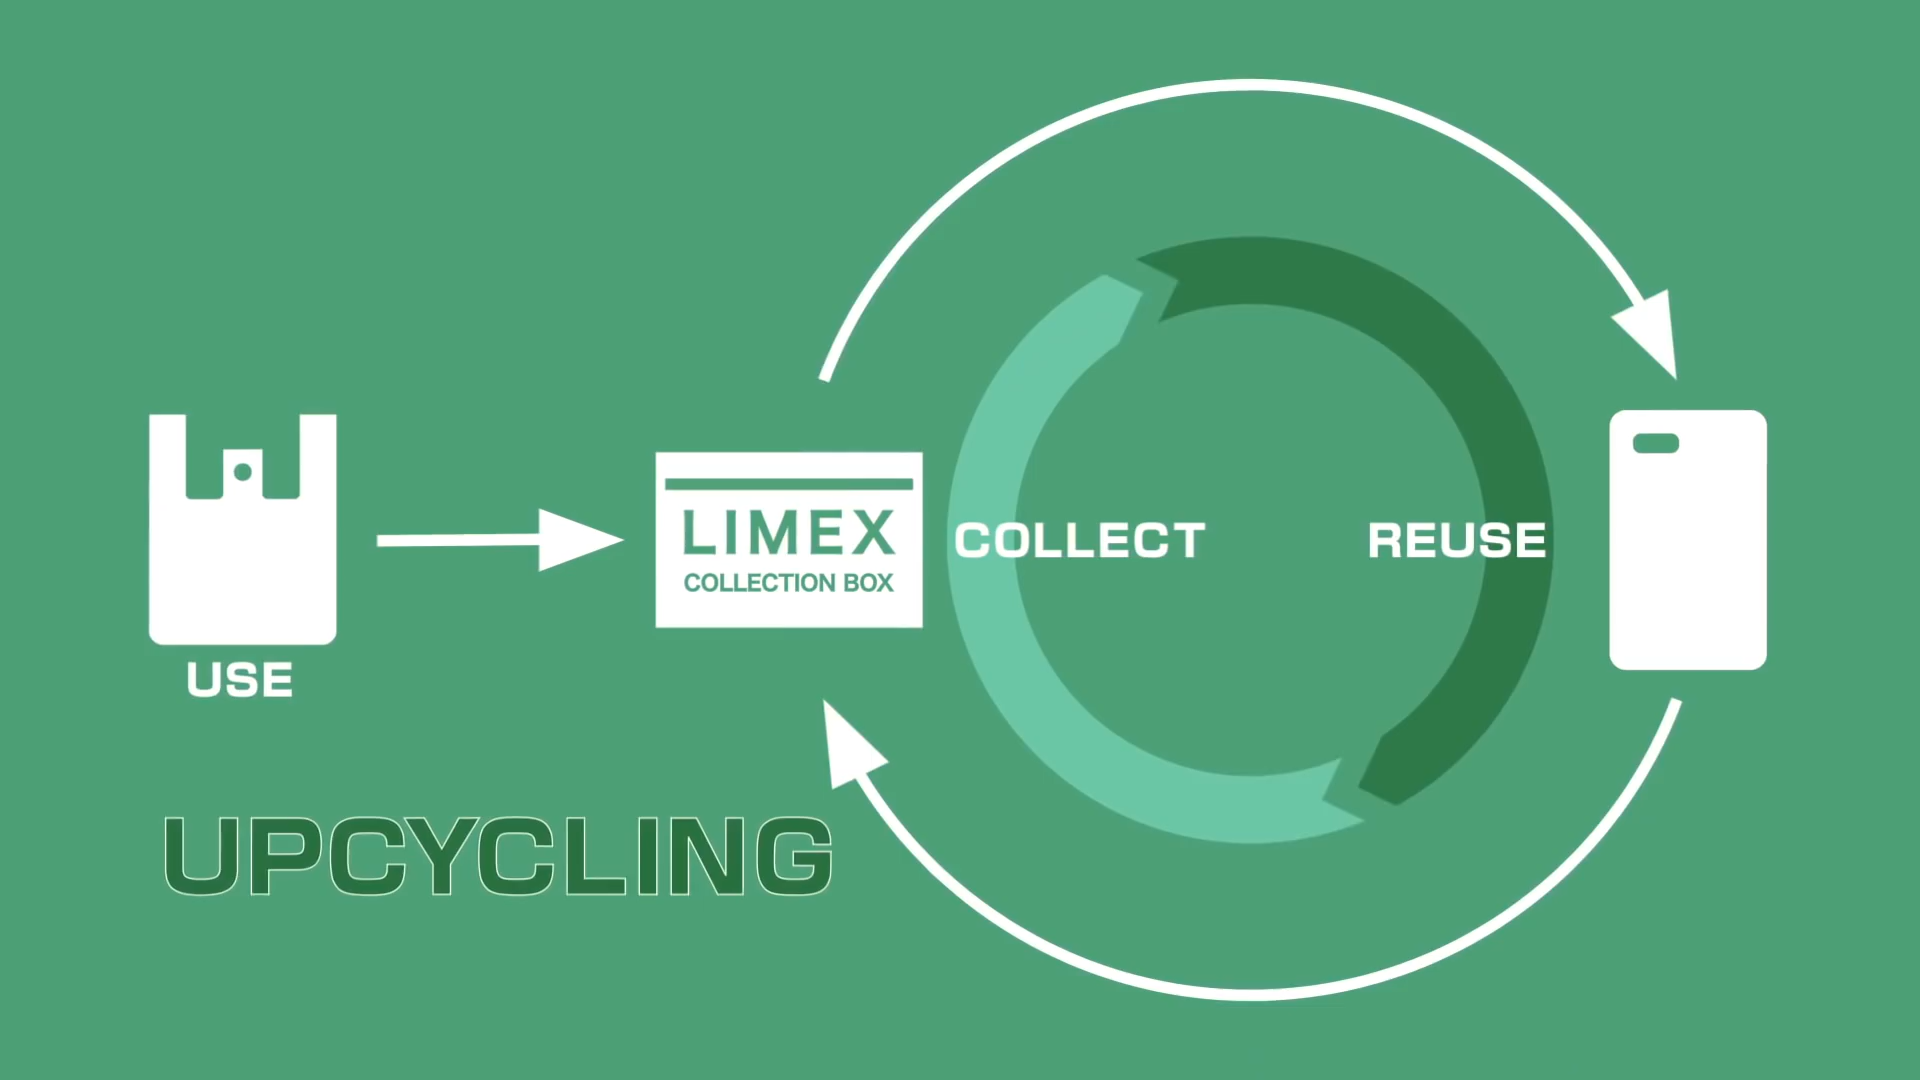 LIMEX
COLLECTION BOX
COLLECT
REUSE
USE
UPCYCLING